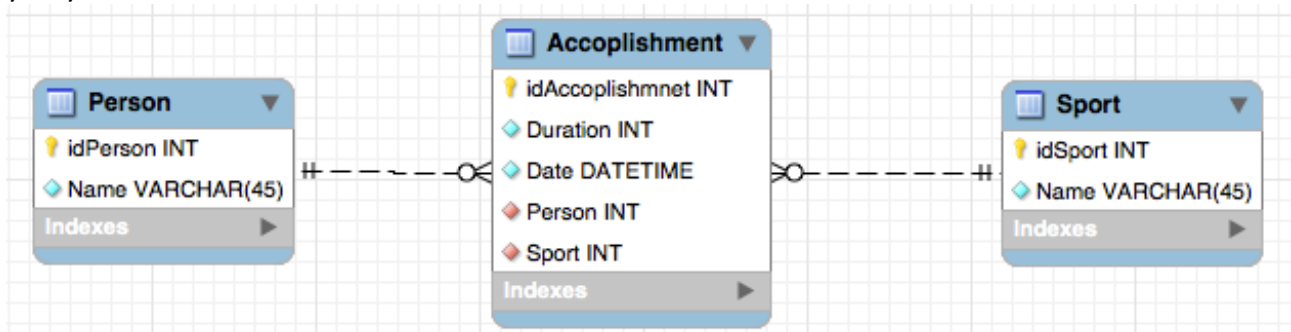 Person
idPerson INT
Name VARCHAR(45)
Indexes
Accoplishment
idAccoplishmnet INT
Duration INT
Date DATETIME
Person INT
Sport INT
Indexes
Sport
idSport INT
Name VARCHAR(45)
Indexes